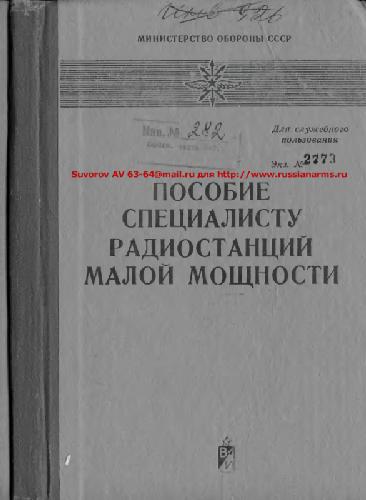 МИНИСТЕРСТВО ОБОРОНЫ СССР
Для служебного
пользования
Инв. № 282
Экз. № 2773
Suvorov AV 63-64@mail.ru для http://www.russianarms.ru
ПОСОБИЕ
СПЕЦИАЛИСТУ
РАДИОСТАНЦИЙ
МАЛОЙ МОЩНОСТИ